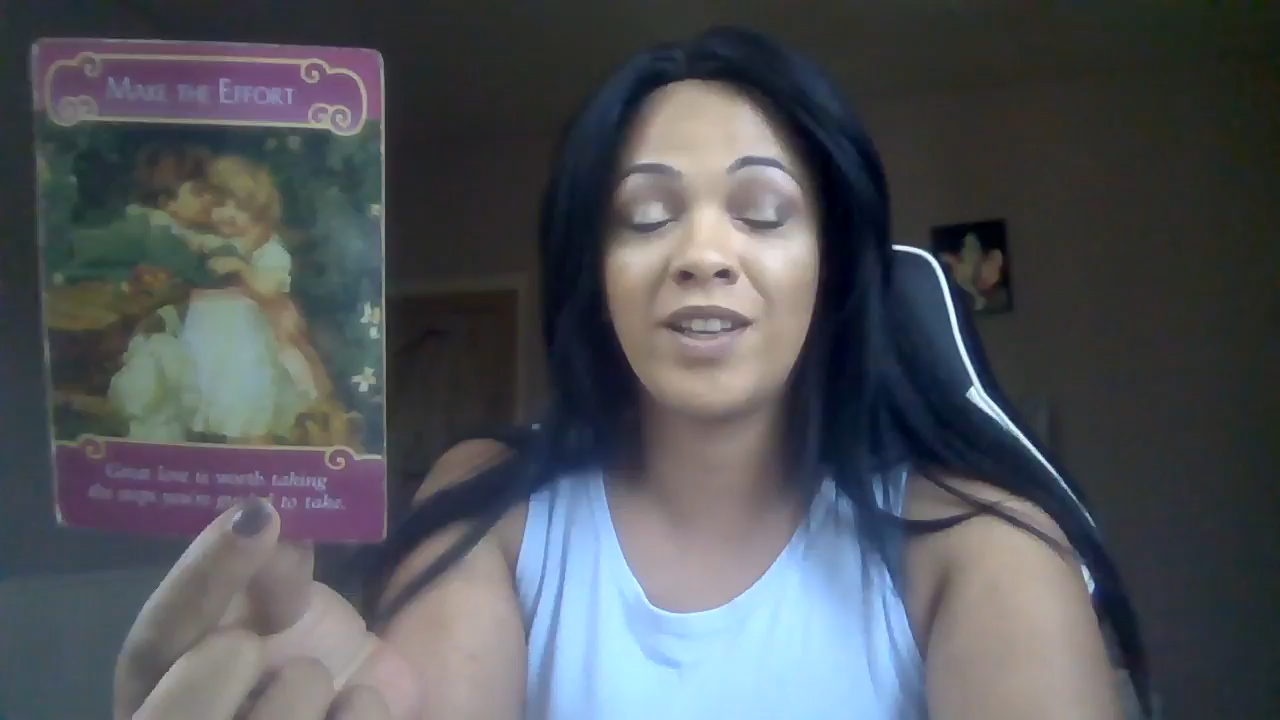 MAKE THE EFFORT
Great love is worth taking
the steps you're guided to take.